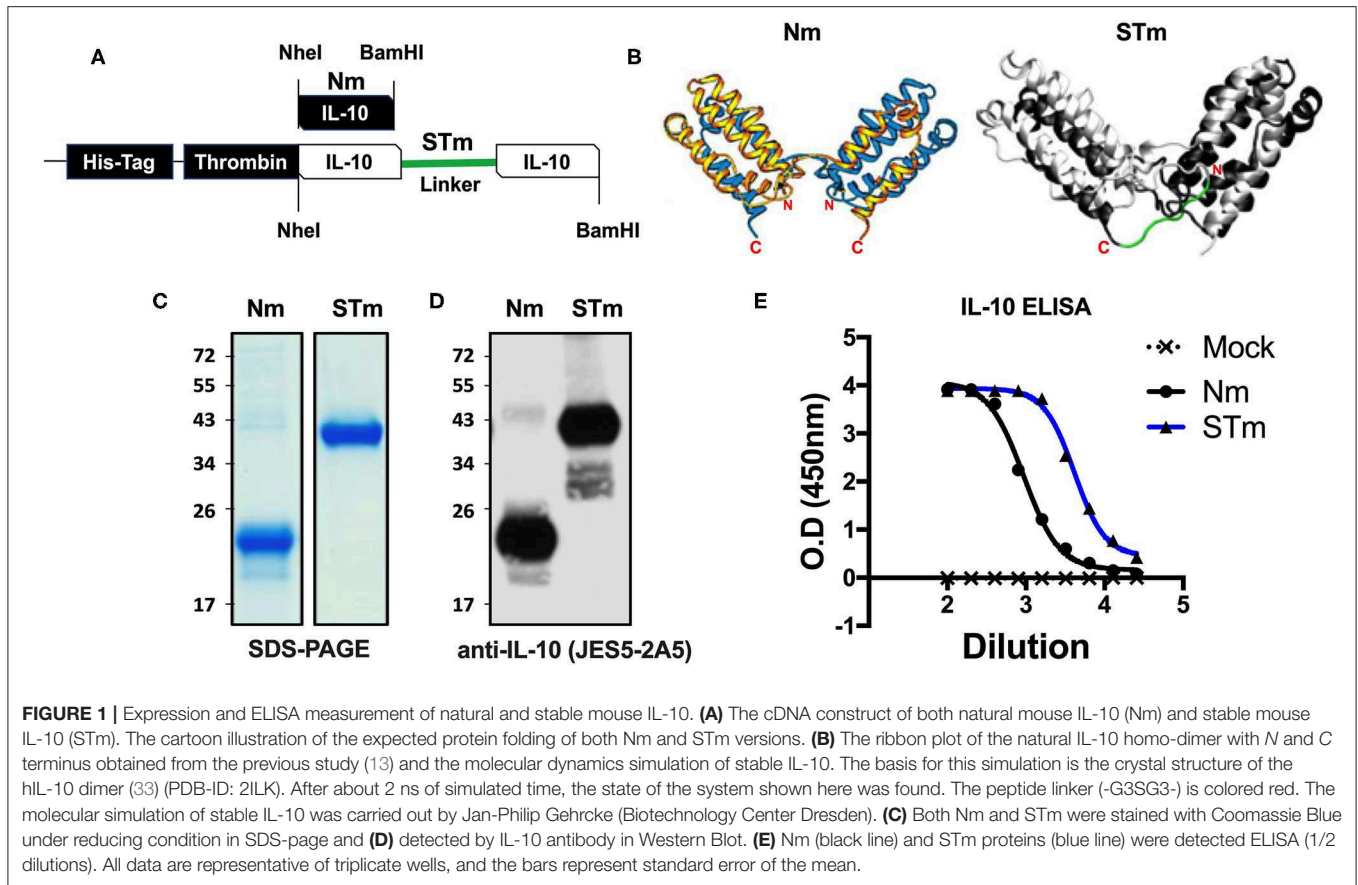 A
NheI BamHI
Nm
IL-10
STm
His-Tag Thrombin IL-10 IL-10
Linker
NheI
BamHI
B
Nm STm
N N
C C
N
C
C
Nm STm
72
55
43
34
26
17
SDS-PAGE
D
Nm STm
72
55
43
34
26
17
anti-IL-10 (JES5-2A5)
E
IL-10 ELISA
O.D (450nm)
5
4
3
2
1
0
-1
2 3 4 5
Dilution
Mock
Nm
STm
FIGURE 1 | Expression and ELISA measurement of natural and stable mouse IL-10. (A) The cDNA construct of both natural mouse IL-10 (Nm) and stable mouse
IL-10 (STm). The cartoon illustration of the expected protein folding of both Nm and STm versions. (B) The ribbon plot of the natural IL-10 homo-dimer with N and C
terminus obtained from the previous study (13) and the molecular dynamics simulation of stable IL-10. The basis for this simulation is the crystal structure of the
hIL-10 dimer (33) (PDB-ID: 2ILK). After about 2 ns of simulated time, the state of the system shown here was found. The peptide linker (-G3SG3-) is colored red. The
molecular simulation of stable IL-10 was carried out by Jan-Philip Gehrcke (Biotechnology Center Dresden). (C) Both Nm and STm were stained with Coomassie Blue
under reducing condition in SDS-page and (D) detected by IL-10 antibody in Western Blot. (E) Nm (black line) and STm proteins (blue line) were detected ELISA (1/2
dilutions). All data are representative of triplicate wells, and the bars represent standard error of the mean.